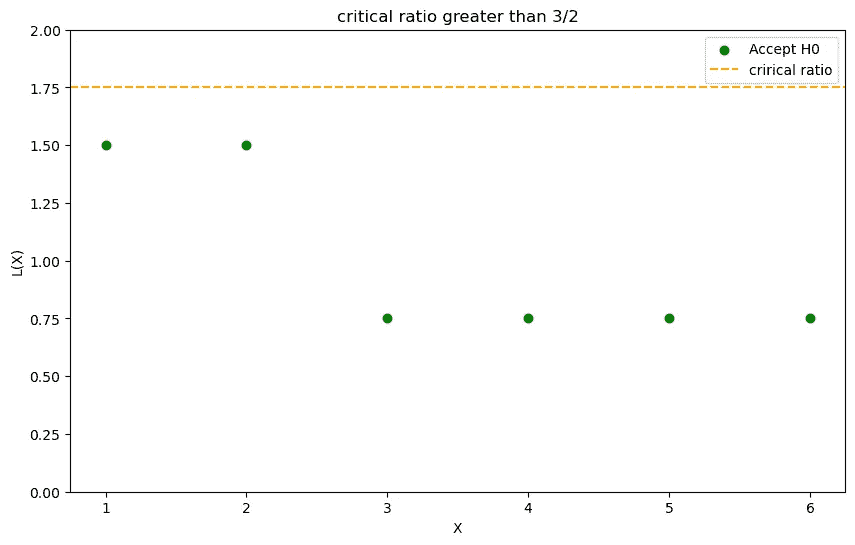 critical ratio greater than 3/2
Accept H0
crirical ratio
2.00
1.75
1.50
1.25
1.00
0.75
0.50
0.25
0.00
L(X)
1 2 3 4 5 6
X